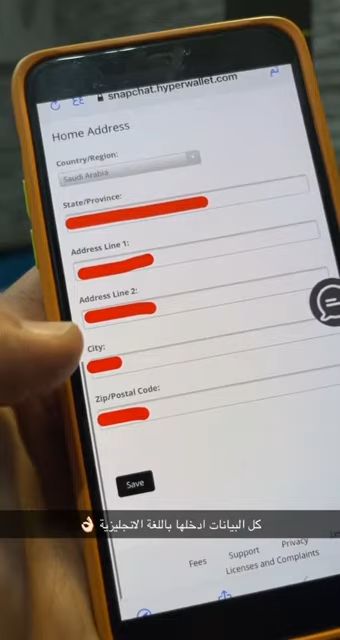 snapchat.hyperwallet.com
Home Address
Country/Region:
Saudi Arabia
State/Province:
Address Line 1:
Address Line 2:
City:
Zip/Postal Code:
Save
كل البيانات ادخلها باللغة الانجليزية 👌🏻
Fees Support Privacy
Licenses and Complaints